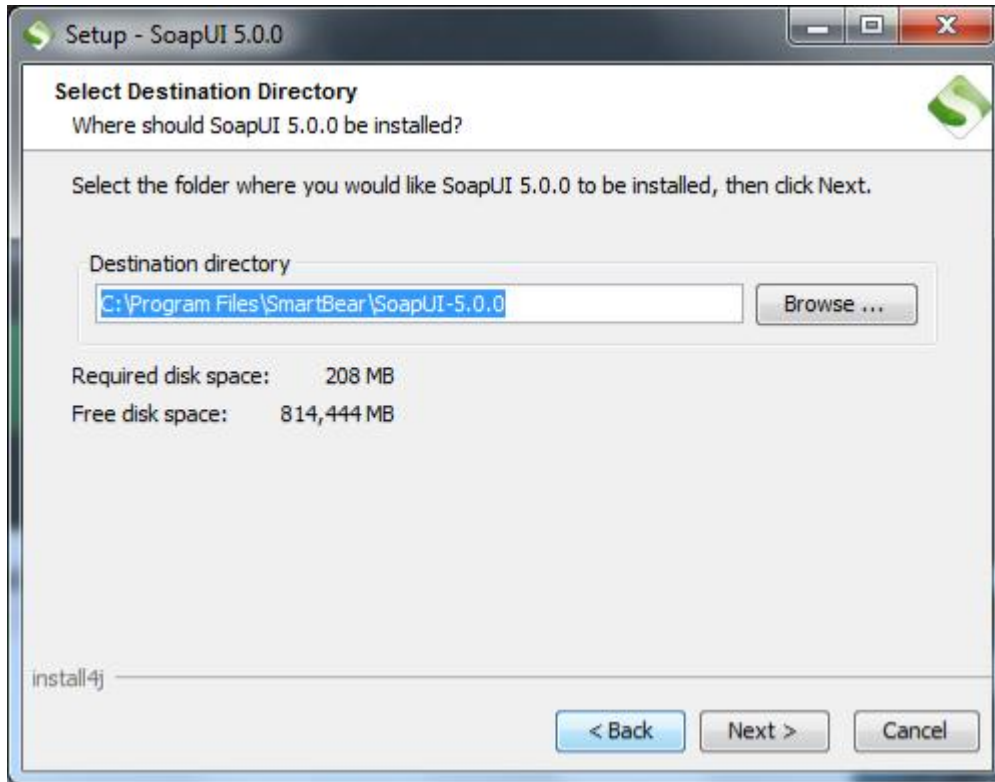 Setup - SoapUI 5.0.0
Select Destination Directory
Where should SoapUI 5.0.0 be installed?
Select the folder where you would like SoapUI 5.0.0 to be installed, then click Next.
Destination directory
C:\Program Files\SmartBear\SoapUI-5.0.0
Browse ...
Required disk space: 208 MB
Free disk space: 814,444 MB
install4j
< Back Next > Cancel